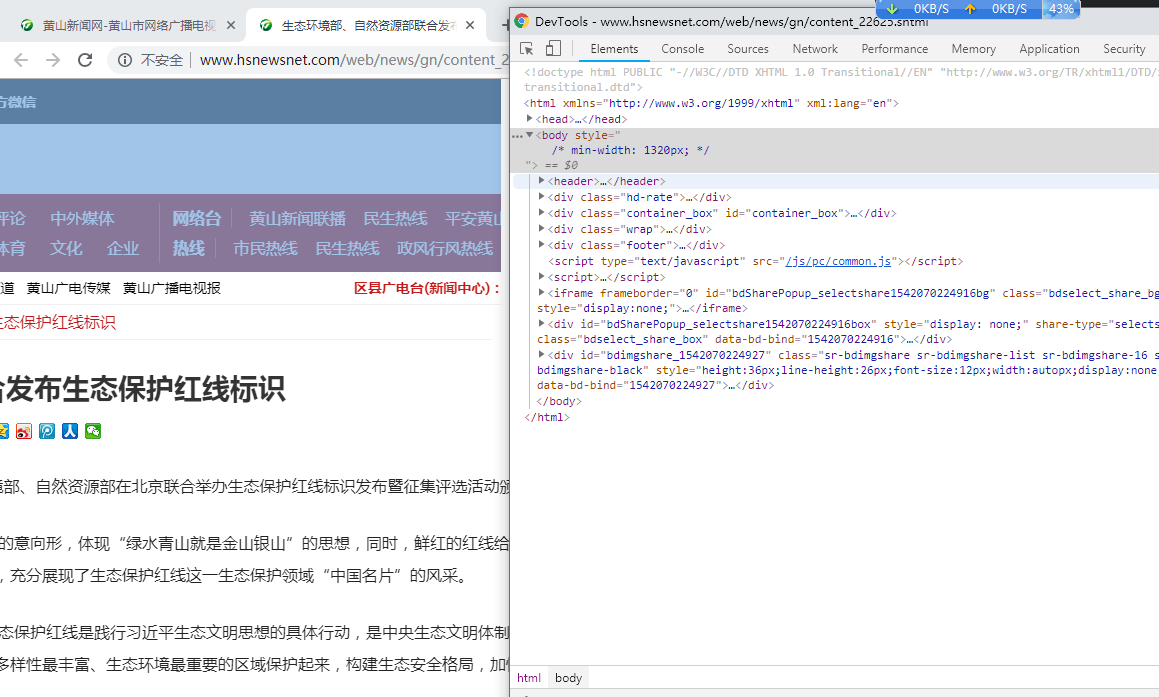 黄山新闻网-黄山市网络广播电视
生态环境部、自然资源部联合发布
不安全 www.hsnewsnet.com/web/news/gn/content_2
方微信
评论 中外媒体 网络台 黄山新闻联播 民生热线 平安黄山
体育 文化 企业 热线 市民热线 民生热线 政风行风热线
道 黄山广电传媒 黄山广播电视报 区县广电台(新闻中心)：
生态保护红线标识
合发布生态保护红线标识
境部、自然资源部在北京联合举办生态保护红线标识发布暨征集评选活动颁
的意向形，体现“绿水青山就是金山银山”的思想，同时，鲜红的红线给
，充分展现了生态保护红线这一生态保护领域“中国名片”的风采。
态保护红线是践行习近平生态文明思想的具体行动，是中央生态文明体制
多样性最丰富、生态环境最重要的区域保护起来，构建生态安全格局，加
DevTools - www.hsnewsnet.com/web/news/gn/content_22625.shtml
0KB/S 0KB/S 43%
Elements Console Sources Network Performance Memory Application Security
<!doctype html PUBLIC "-//W3C//DTD XHTML 1.0 Transitional//EN" "http://www.w3.org/TR/xhtml1/DTD/
transitional.dtd">
<html xmlns="http://www.w3.org/1999/xhtml" xml:lang="en">
<head>…</head>
<body style="
/* min-width: 1320px; */
"> == $0
<header>…</header>
<div class="hd-rate">…</div>
<div class="container_box" id="container_box">…</div>
<div class="wrap">…</div>
<div class="footer">…</div>
<script type="text/javascript" src="/js/pc/common.js"></script>
<script>…</script>
<iframe frameborder="0" id="bdSharePopup_selectshare1542070224916bg" class="bdselect_share_bg
style="display:none;">…</iframe>
<div id="bdSharePopup_selectshare1542070224916box" style="display: none;" share-type="selects
class="bdselect_share_box" data-bd-bind="1542070224916">…</div>
<div id="bdimgshare_1542070224927" class="sr-bdimgshare sr-bdimgshare-list sr-bdimgshare-16 s
bdimgshare-black" style="height:36px;line-height:26px;font-size:12px;width:autopx;display:none
data-bd-bind="1542070224927">…</div>
</body>
</html>
html body